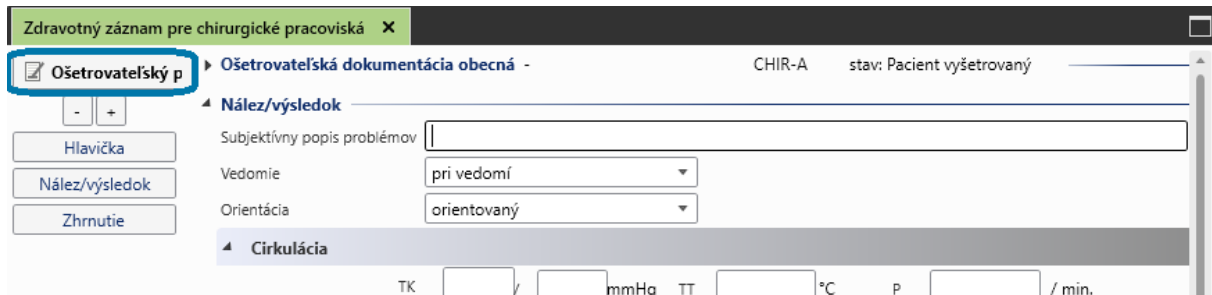 Zdravotný záznam pre chirurgické pracoviská X
Ošetrovateľský p
Ošetrovateľská dokumentácia obecná - CHIR-A stav: Pacient vyšetrovaný
- +
Nález/výsledok
Subjektívny popis problémov
Hlavička
Vedomie pri vedomí
Nález/výsledok
Orientácia orientovaný
Zhrnutie
Cirkulácia
TK / mmHg TT °C P / min.